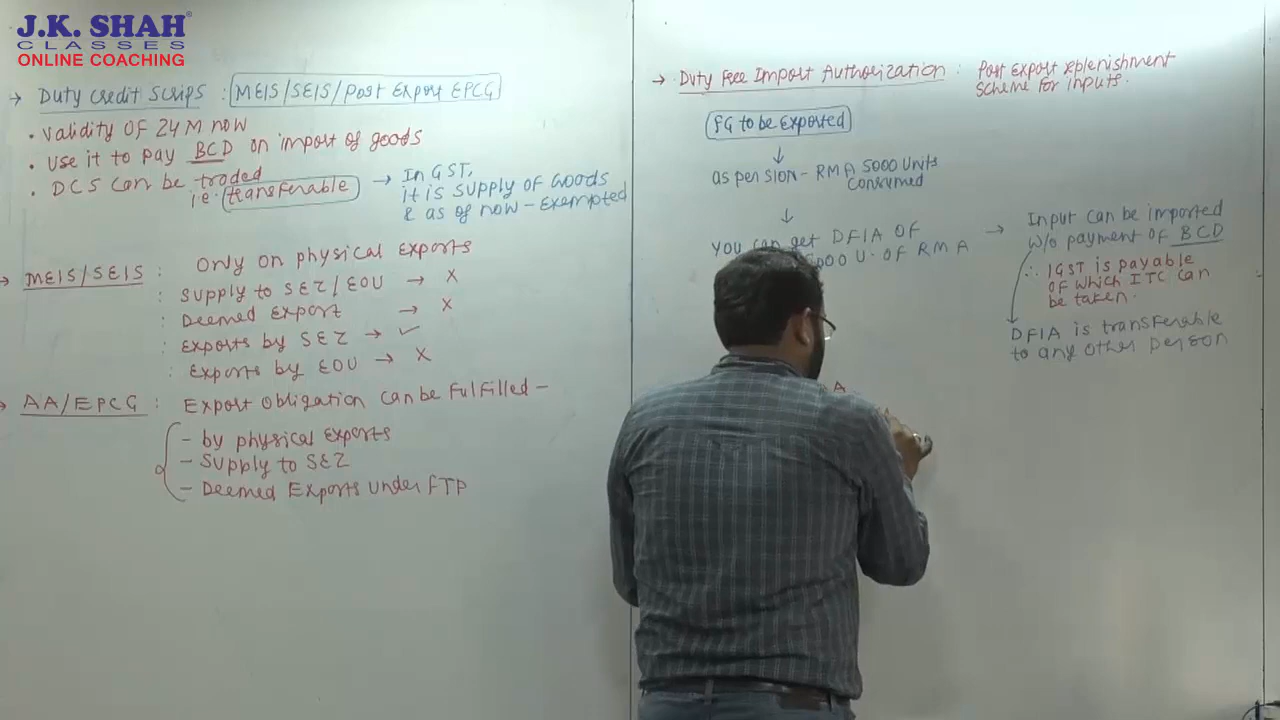 J.K. SHAH®
CLASSES
ONLINE COACHING
→ Duty Credit Scrips : MEIS/SEIS/Post Export EPCG
• Validity of 24 M now
• Use it to pay BCD on import of goods
• DCS can be traded
i.e. transferable → In GST,
it is supply of Goods
& as of now - Exempted
→ MEIS/SEIS : Only on physical Exports
: Supply to SEZ/EOU → X
: Deemed Export → X
: Exports by SEZ → ✓
: Exports by EOU → X
→ AA/EPCG : Export Obligation can be fulfilled -
- by physical exports
- Supply to SEZ
- Deemed Exports under FTP
→ Duty Free Import Authorization : Post Export replenishment
Scheme for inputs.
FG to be Exported
↓
as per SION - RMA 5000 Units
Consumed
↓
You can get DFIA of
5000 U. of RMA
→ Input can be imported
w/o payment of BCD
∴ IGST is payable
of which ITC can
be taken.
DFIA is transferable
to any other person
A